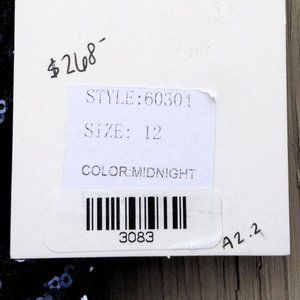 $268-
STYLE:60301
SIZE: 12
COLOR:MIDNIGHT
3083
A2.2